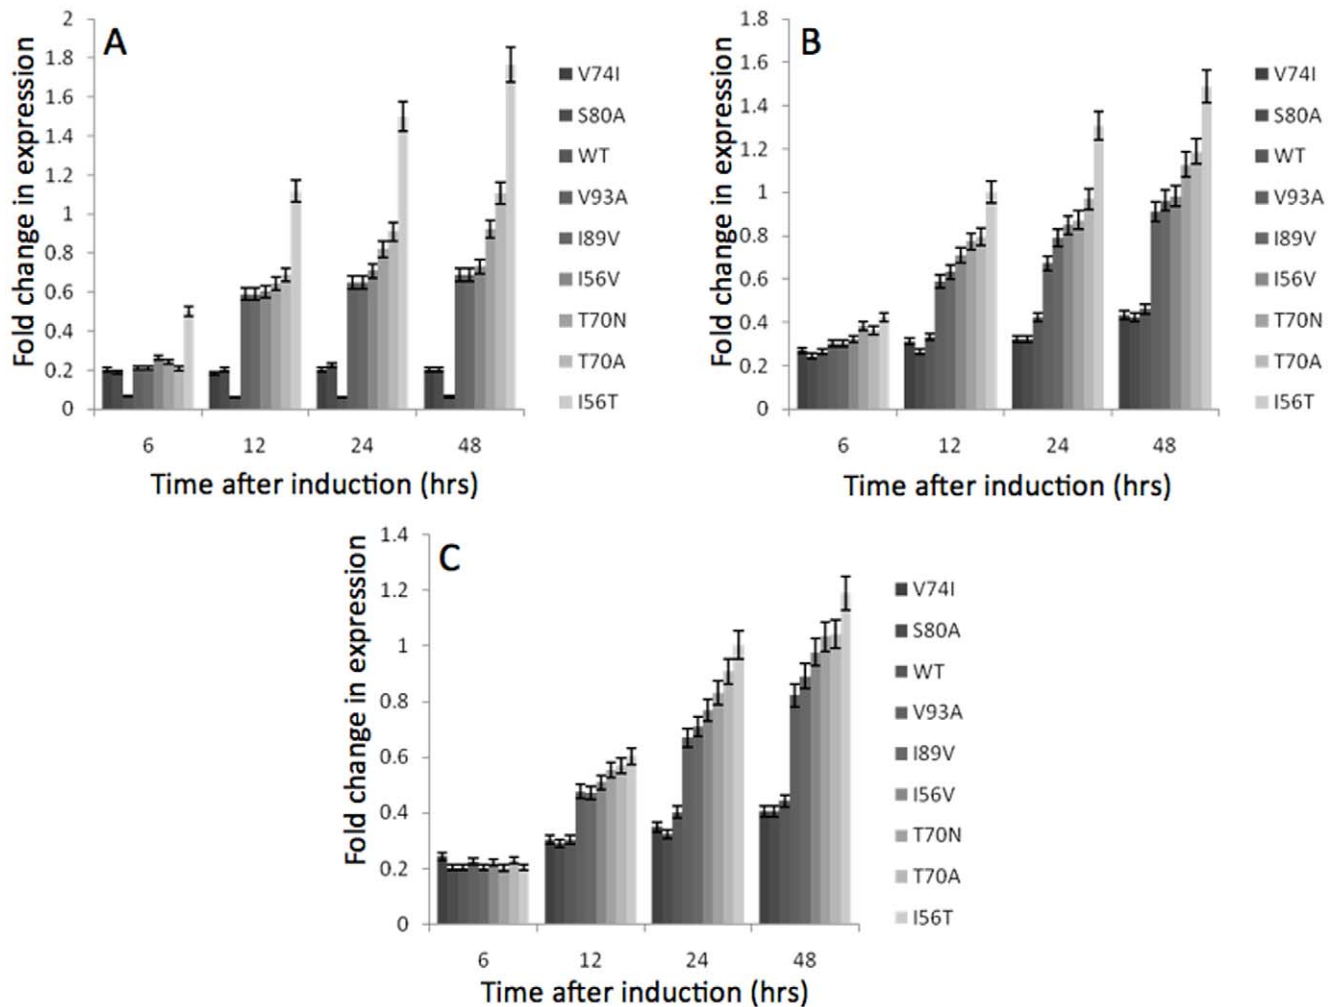 A
Fold change in expression
2
1.8
1.6
1.4
1.2
1
0.8
0.6
0.4
0.2
0
6 12 24 48
Time after induction (hrs)
V74I
S80A
WT
V93A
I89V
I56V
T70N
T70A
I56T
B
Fold change in expression
1.8
1.6
1.4
1.2
1
0.8
0.6
0.4
0.2
0
6 12 24 48
Time after induction (hrs)
V74I
S80A
WT
V93A
I89V
I56V
T70N
T70A
I56T
C
Fold change in expression
1.4
1.2
1
0.8
0.6
0.4
0.2
0
6 12 24 48
Time after induction (hrs)
V74I
S80A
WT
V93A
I89V
I56V
T70N
T70A
I56T